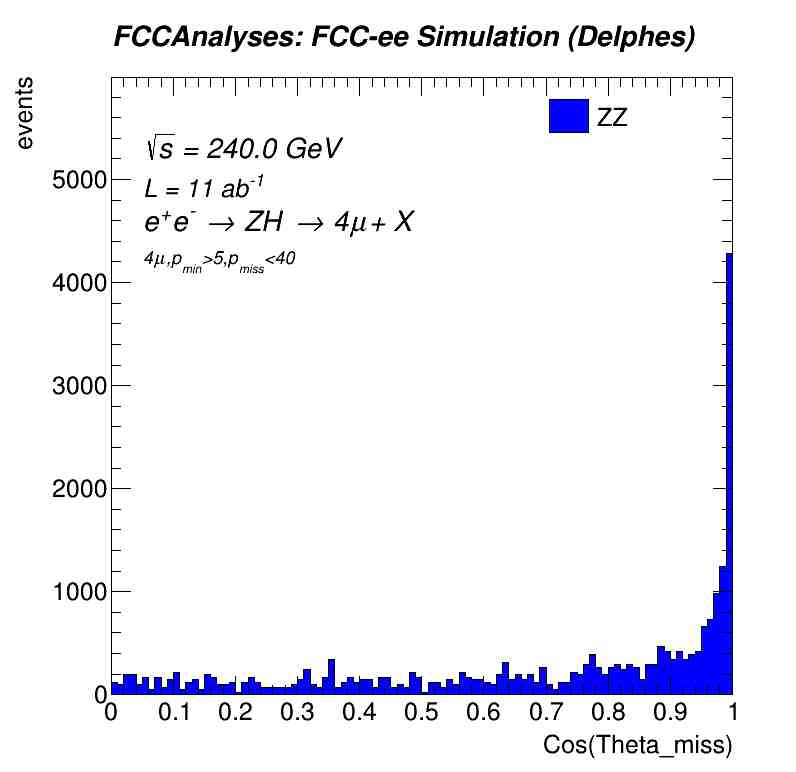 FCCAnalyses: FCC-ee Simulation (Delphes)
events
ZZ
√s = 240.0 GeV
L = 11 ab⁻¹
e⁺e⁻ → ZH → 4μ + X
4μ,p_min>5,p_miss<40
5000
4000
3000
2000
1000
0
0 0.1 0.2 0.3 0.4 0.5 0.6 0.7 0.8 0.9 1
Cos(Theta_miss)